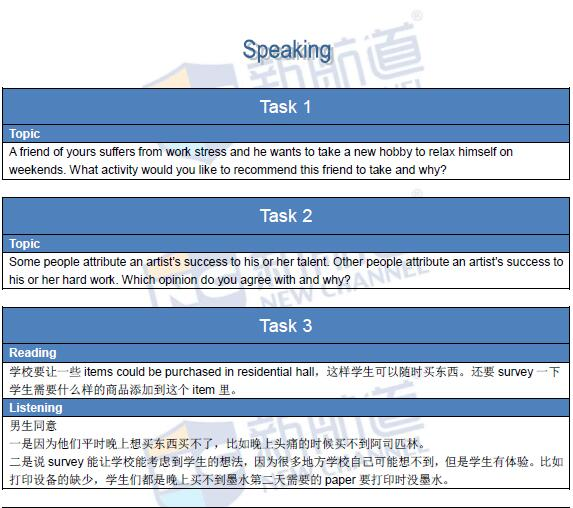 Speaking
新航道
NEW CHANNEL
Task 1
Topic
A friend of yours suffers from work stress and he wants to take a new hobby to relax himself on
weekends. What activity would you like to recommend this friend to take and why?
Task 2
Topic
Some people attribute an artist’s success to his or her talent. Other people attribute an artist’s success to
his or her hard work. Which opinion do you agree with and why?
NEW CHANNEL
Task 3
Reading
学校要让一些 items could be purchased in residential hall，这样学生可以随时买东西。还要 survey 一下
学生需要什么样的商品添加到这个 item 里。
Listening
男生同意
一是因为他们平时晚上想买东西买不了，比如晚上头痛的时候买不到阿司匹林。
二是说 survey 能让学校能考虑到学生的想法，因为很多地方学校自己可能想不到，但是学生有体验。比如
打印设备的缺少，学生们都是晚上买不到墨水第二天需要的 paper 要打印时没墨水。